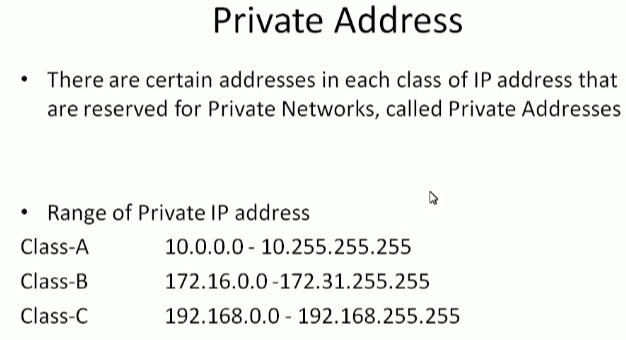 Private Address
• There are certain addresses in each class of IP address that
are reserved for Private Networks, called Private Addresses
• Range of Private IP address
Class-A 10.0.0.0 - 10.255.255.255
Class-B 172.16.0.0 -172.31.255.255
Class-C 192.168.0.0 - 192.168.255.255